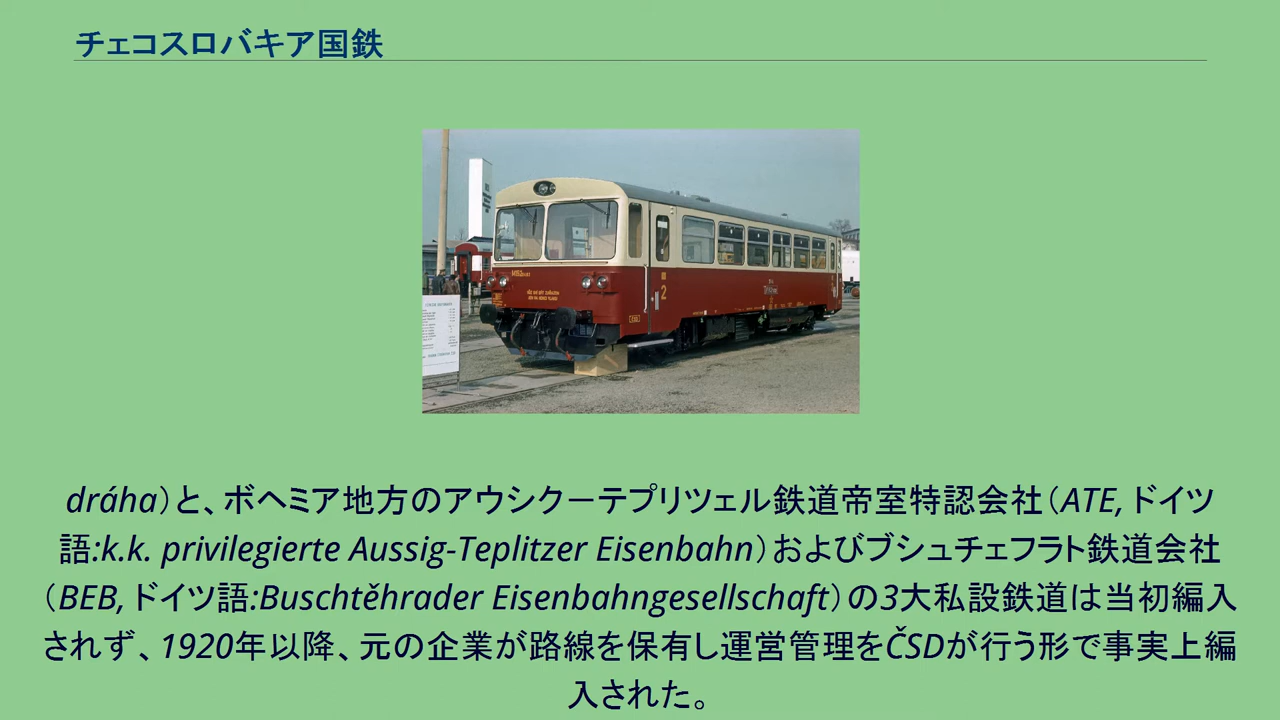 チェコスロバキア国鉄
2
dráha）と、ボヘミア地方のアウシク－テプリツェル鉄道帝室特認会社（ATE, ドイツ
語:k.k. privilegierte Aussig-Teplitzer Eisenbahn）およびブシュチェフラト鉄道会社
（BEB, ドイツ語:Buschtěhrader Eisenbahngesellschaft）の3大私設鉄道は当初編入
されず、1920年以降、元の企業が路線を保有し運営管理をČSDが行う形で事実上編
入された。